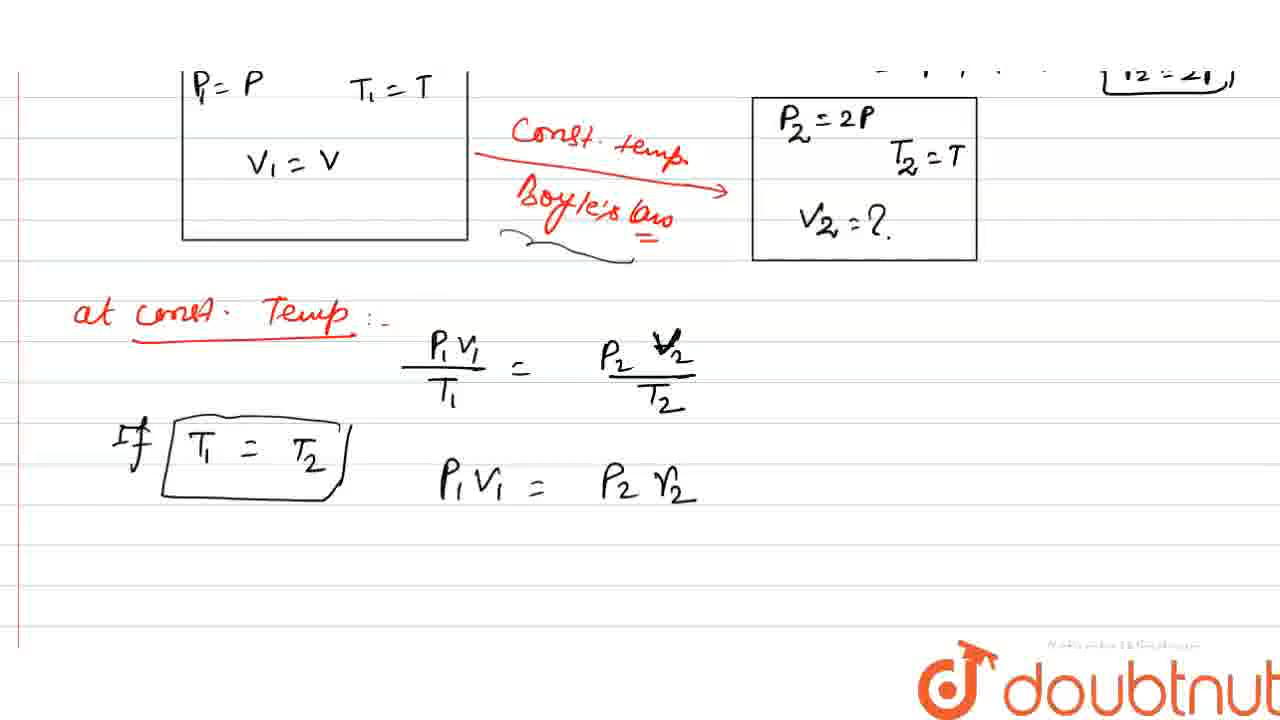 P₁ = P T₁ = T
V₁ = V
Const. temp.
Boyle's law
P₂ = 2P
T₂ = T
V₂ = ?
at const. Temp :-
P₁ V₁ / T₁ = P₂ V₂ / T₂
If T₁ = T₂
P₁ V₁ = P₂ V₂
doubtnut